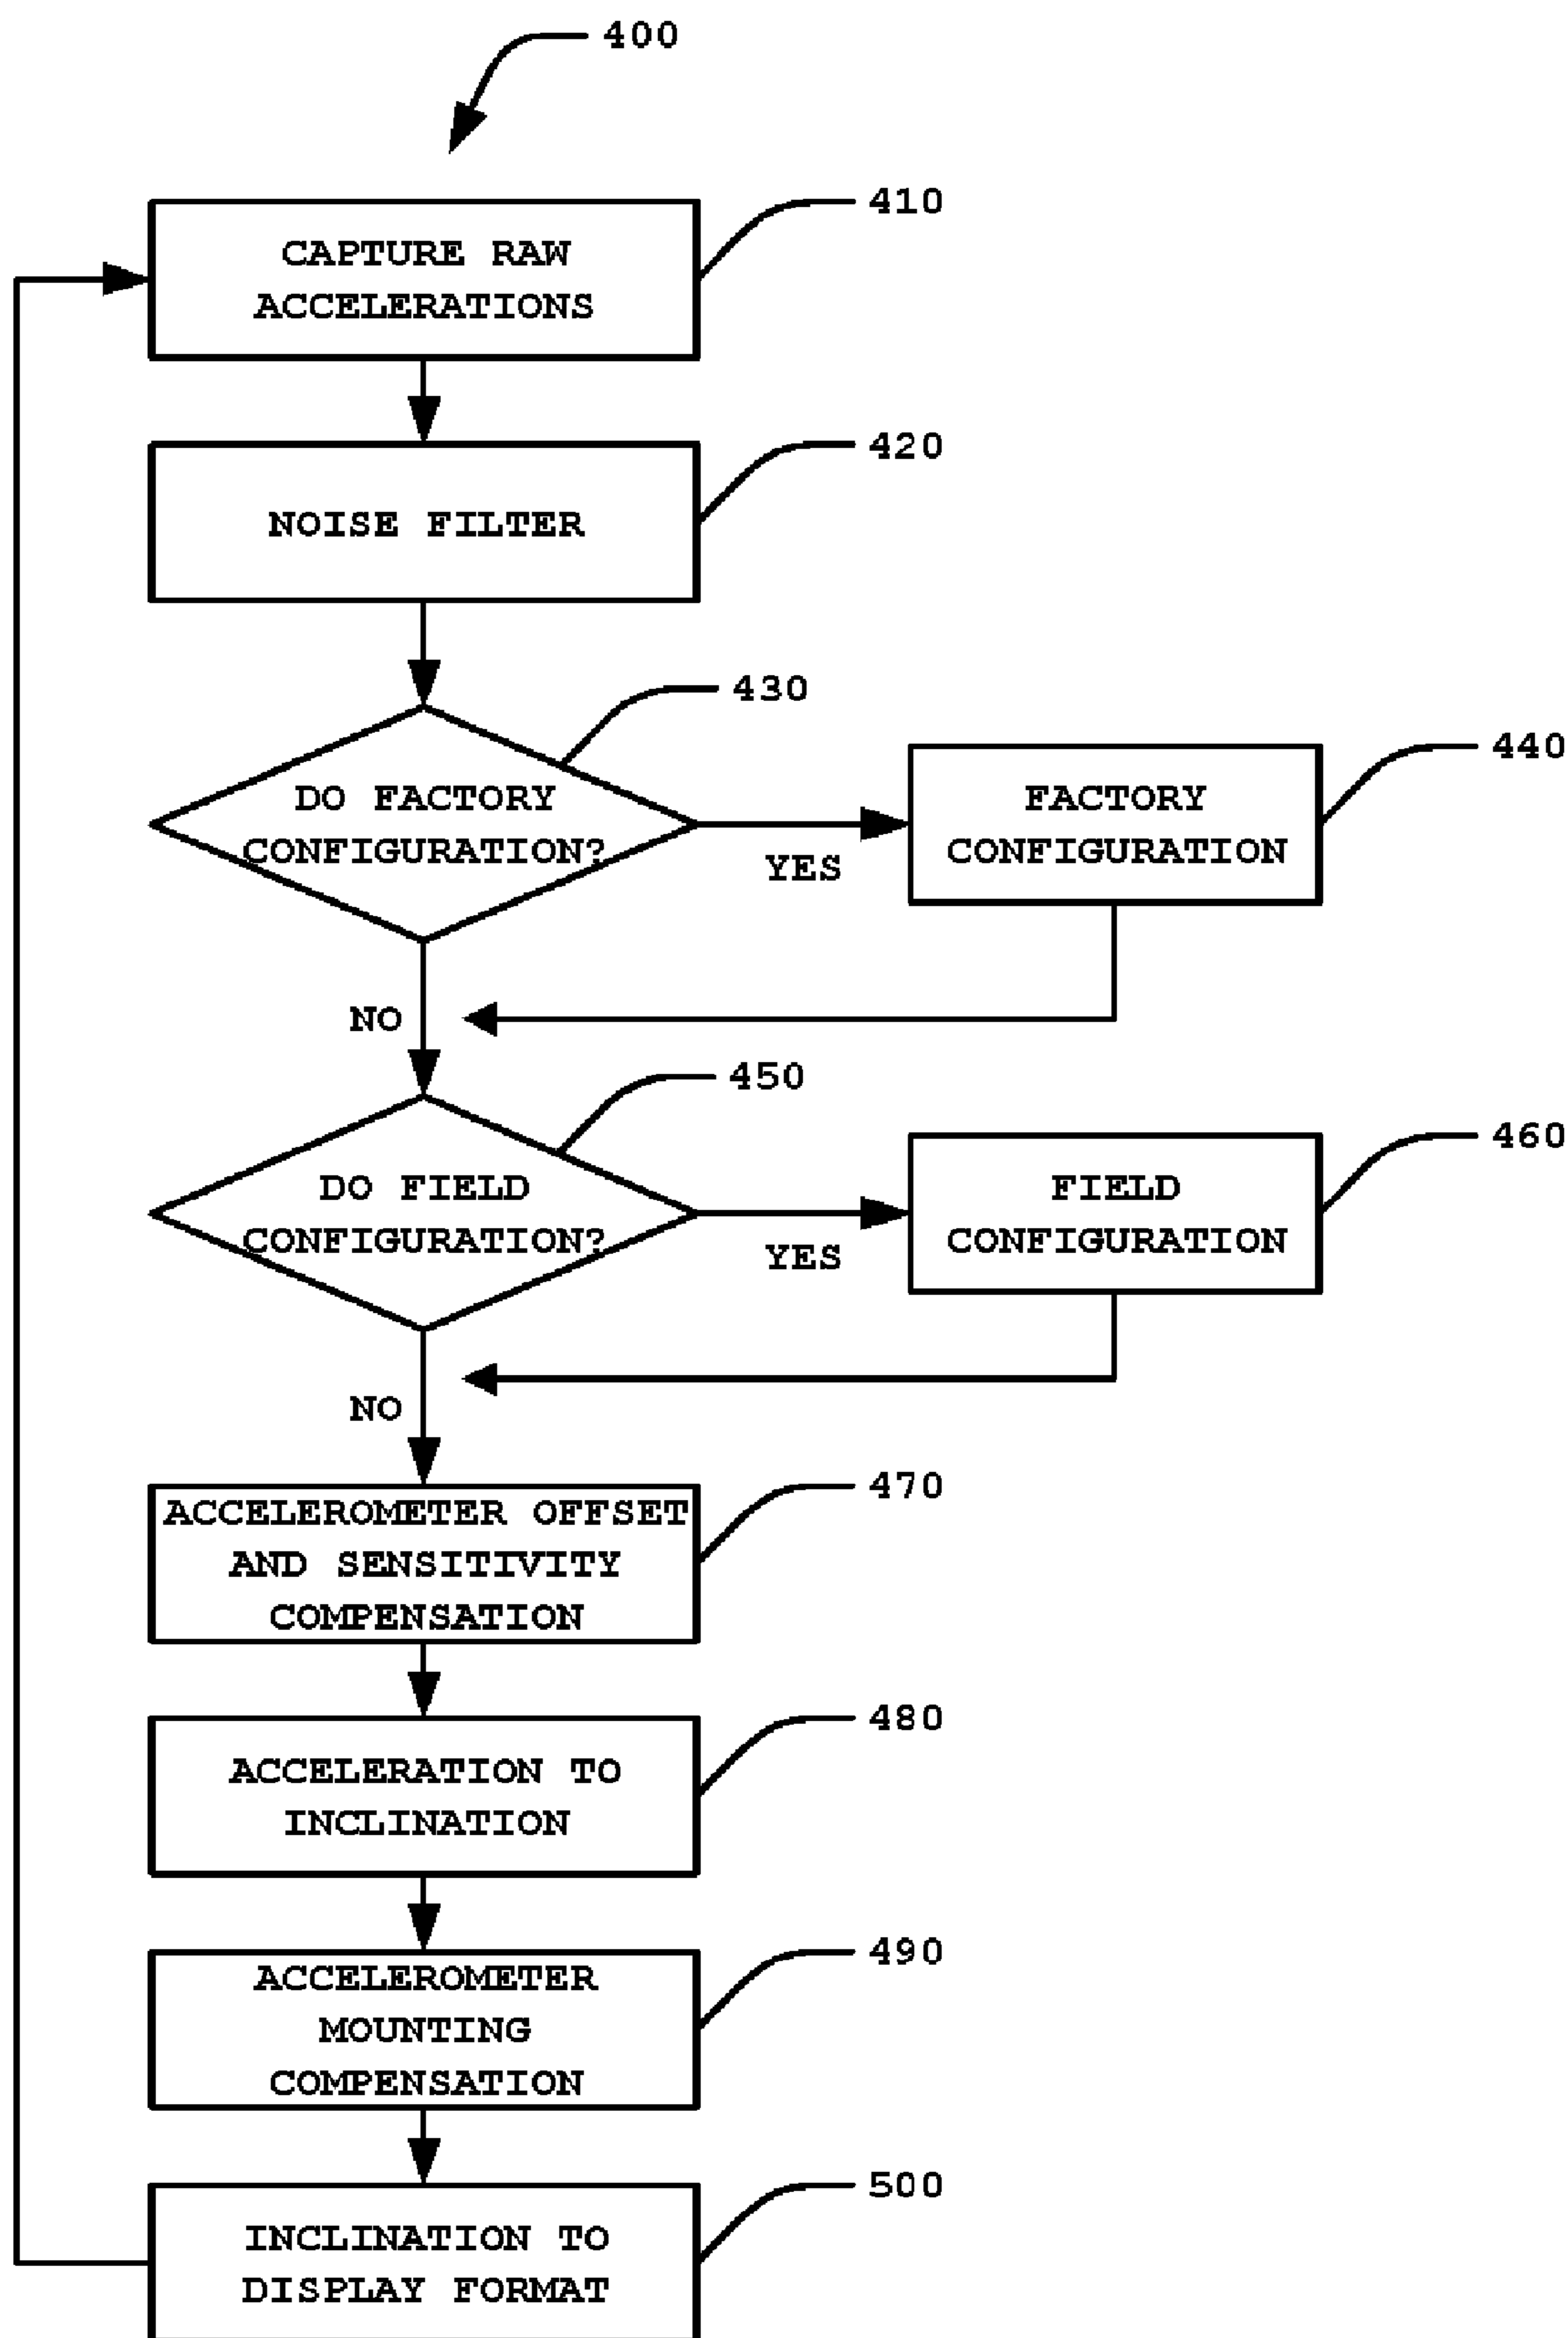 400
410
CAPTURE RAW
ACCELERATIONS
420
NOISE FILTER
430
DO FACTORY
CONFIGURATION?
YES
440
FACTORY
CONFIGURATION
NO
450
DO FIELD
CONFIGURATION?
YES
460
FIELD
CONFIGURATION
NO
470
ACCELEROMETER OFFSET
AND SENSITIVITY
COMPENSATION
480
ACCELERATION TO
INCLINATION
490
ACCELEROMETER
MOUNTING
COMPENSATION
500
INCLINATION TO
DISPLAY FORMAT